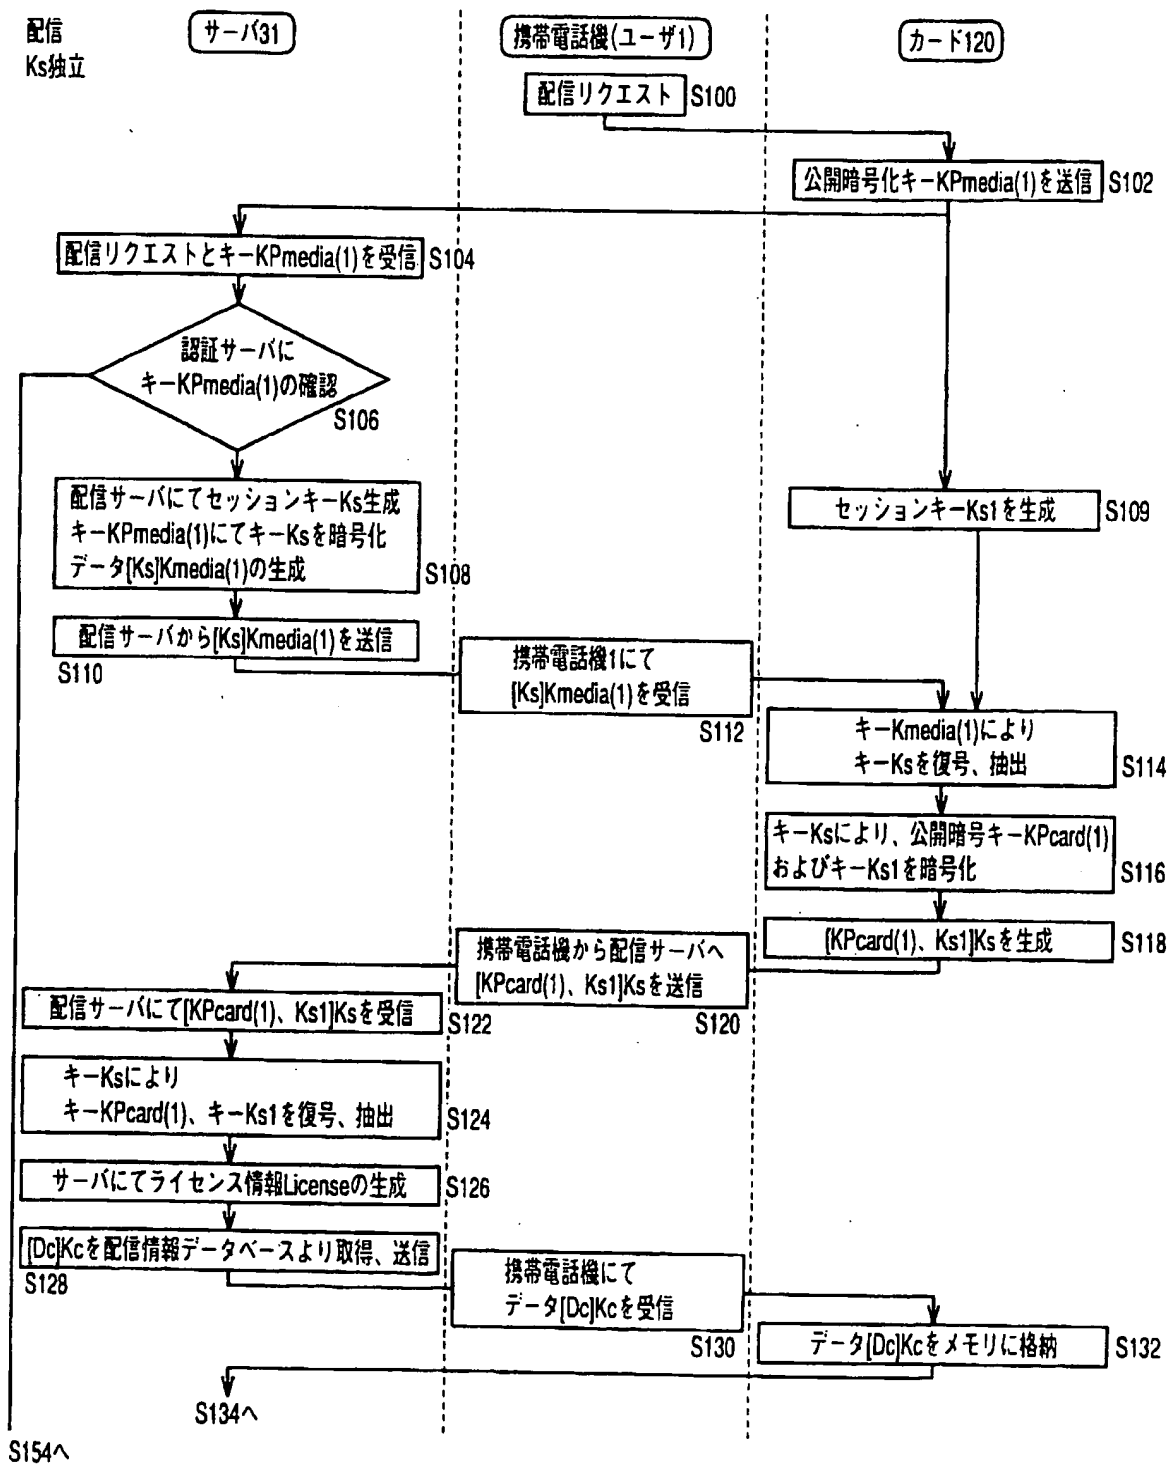 配信
Ks独立
サーバ31
携帯電話機(ユーザ1)
カード120
配信リクエスト
S100
公開暗号化キーKPmedia(1)を送信
S102
配信リクエストとキーKPmedia(1)を受信
S104
認証サーバに
キーKPmedia(1)の確認
S106
配信サーバにてセッションキーKs生成
キーKPmedia(1)にてキーKsを暗号化
データ[Ks]Kmedia(1)の生成
S108
セッションキーKs1を生成
S109
配信サーバから[Ks]Kmedia(1)を送信
S110
携帯電話機1にて
[Ks]Kmedia(1)を受信
S112
キーKmedia(1)により
キーKsを復号、抽出
S114
キーKsにより、公開暗号キーKPcard(1)
およびキーKs1を暗号化
S116
[KPcard(1)、Ks1]Ksを生成
S118
携帯電話機から配信サーバへ
[KPcard(1)、Ks1]Ksを送信
S120
配信サーバにて[KPcard(1)、Ks1]Ksを受信
S122
キーKsにより
キーKPcard(1)、キーKs1を復号、抽出
S124
サーバにてライセンス情報Licenseの生成
S126
[Dc]Kcを配信情報データベースより取得、送信
S128
携帯電話機にて
データ[Dc]Kcを受信
S130
データ[Dc]Kcをメモリに格納
S132
S134へ
S154へ